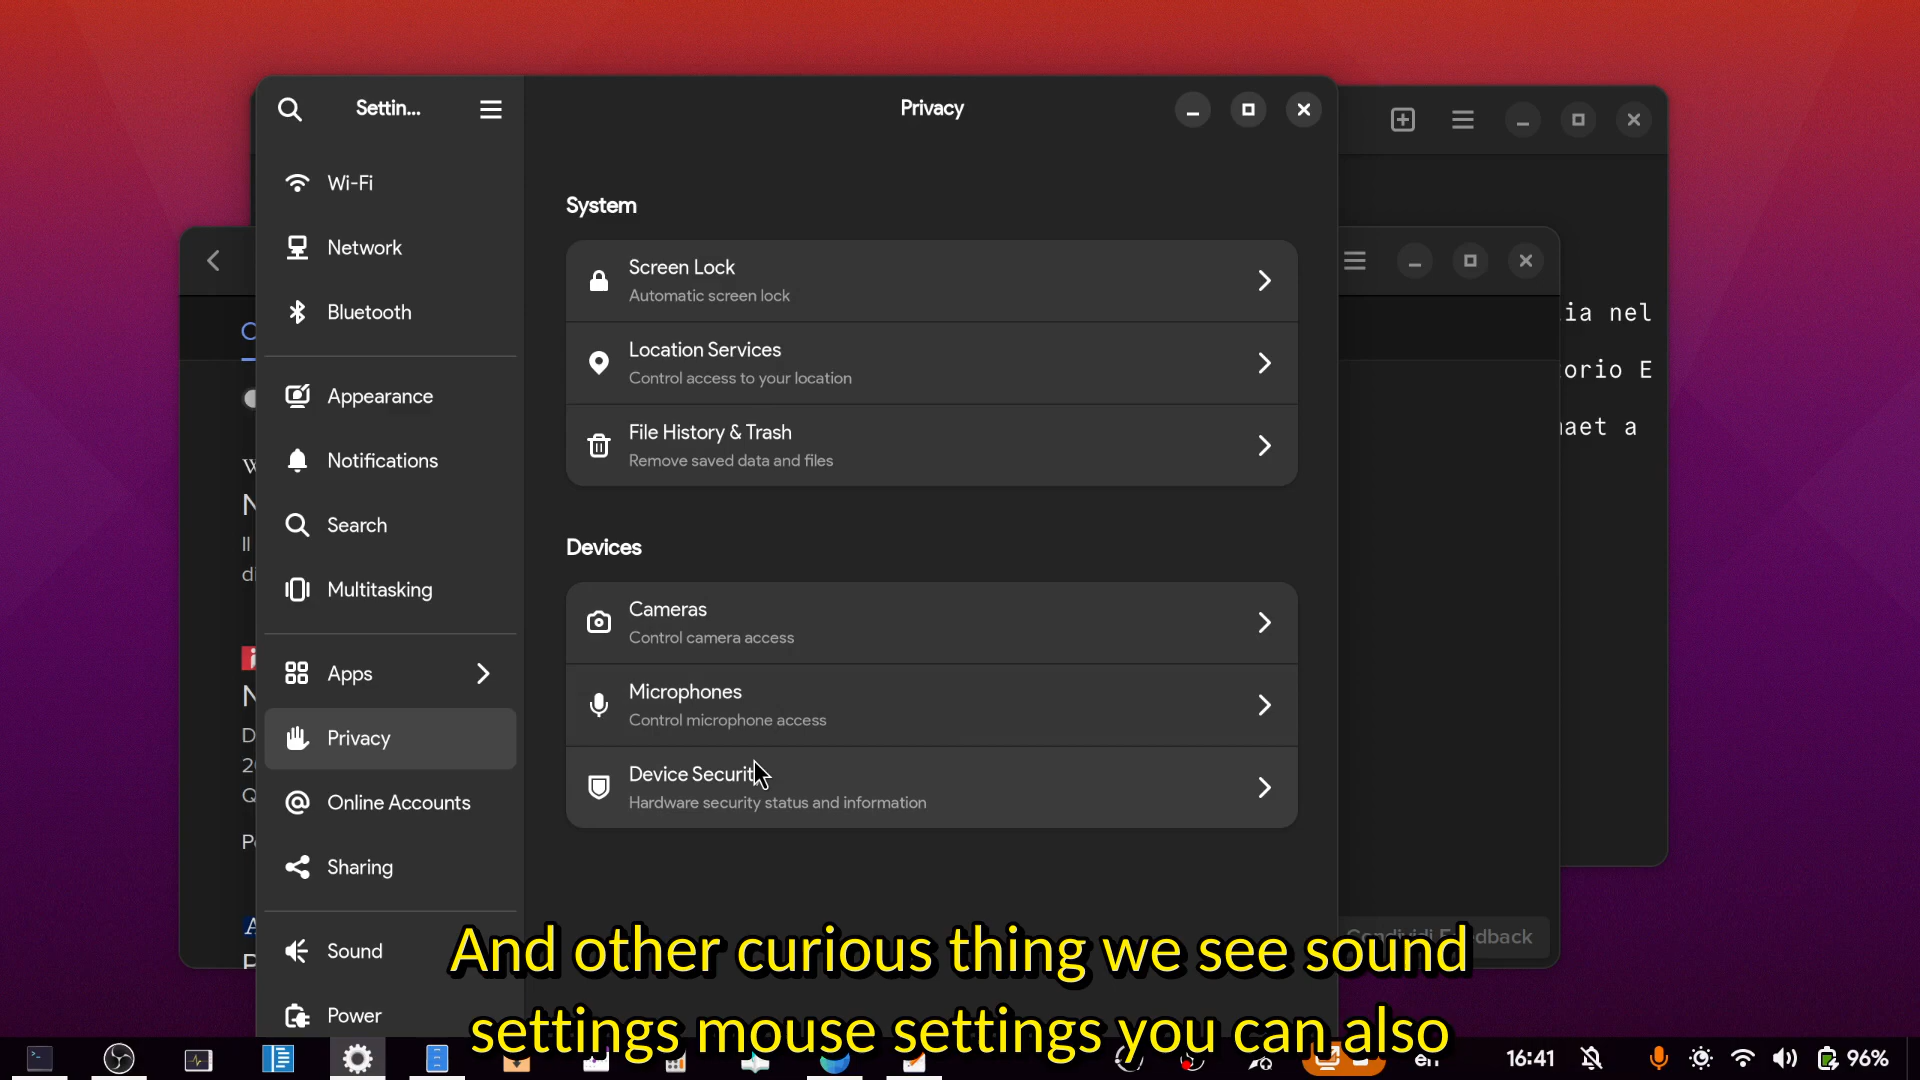 Settin...
Privacy
Wi-Fi
Network
Bluetooth
Appearance
Notifications
Search
Multitasking
Apps
Privacy
Online Accounts
Sharing
Sound
Power
System
Screen Lock
Automatic screen lock
Location Services
Control access to your location
File History & Trash
Remove saved data and files
Devices
Cameras
Control camera access
Microphones
Control microphone access
Device Security
Hardware security status and information
ia nel
orio E
aet a
And other curious thing we see sound
settings mouse settings you can also
en
16:41
96%